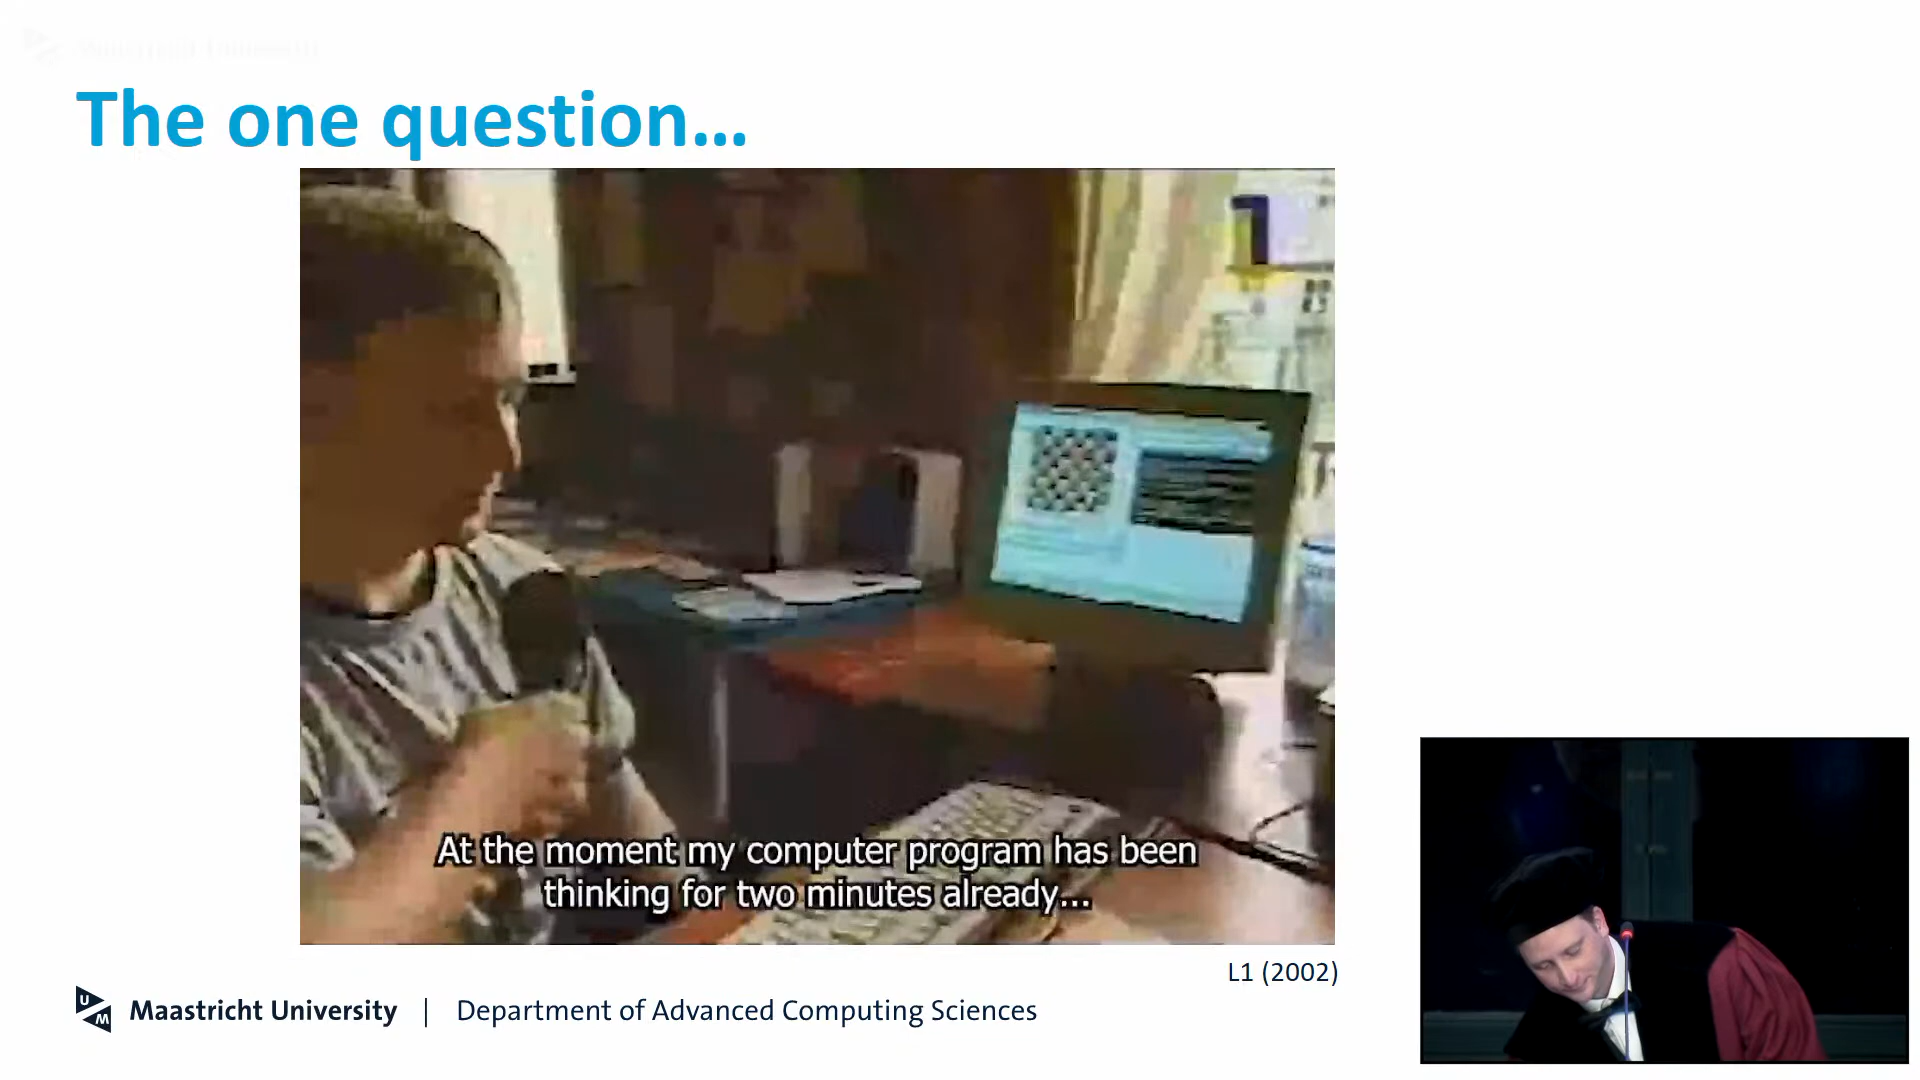 The one question...
At the moment my computer program has been
thinking for two minutes already...
L1 (2002)
UM Maastricht University | Department of Advanced Computing Sciences